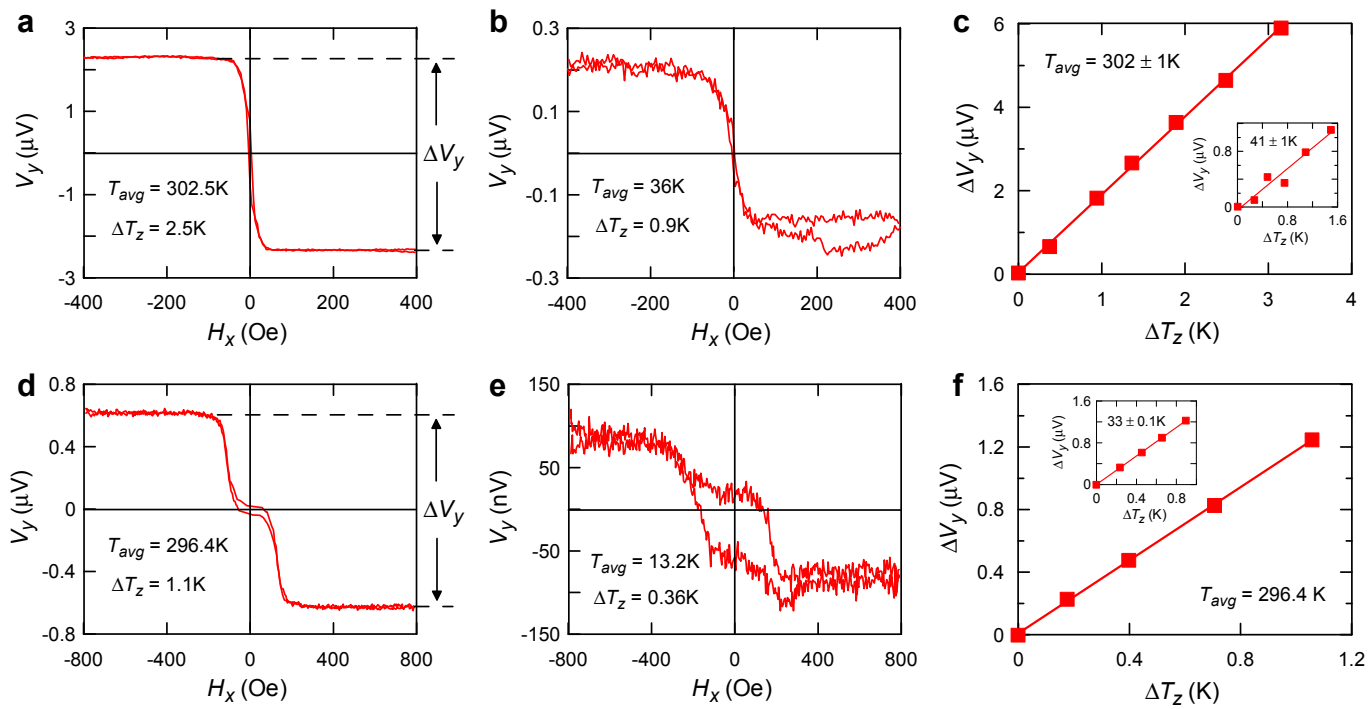 a
3
1
-1
-3
V_y (μV)
T_avg = 302.5K
ΔT_z = 2.5K
ΔV_y
-400 -200 0 200 400
H_x (Oe)
b
0.3
0.1
-0.1
-0.3
V_y (μV)
T_avg = 36K
ΔT_z = 0.9K
-400 -200 0 200 400
H_x (Oe)
c
6
4
2
0
ΔV_y (μV)
T_avg = 302 ± 1K
41 ± 1K
0.8
0
ΔV_y (μV)
0 0.8 1.6
ΔT_z (K)
0 1 2 3 4
ΔT_z (K)
d
0.8
0.4
0
-0.4
-0.8
V_y (μV)
T_avg = 296.4K
ΔT_z = 1.1K
ΔV_y
-800 -400 0 400 800
H_x (Oe)
e
150
100
50
0
-50
-100
-150
V_y (nV)
T_avg = 13.2K
ΔT_z = 0.36K
-800 -400 0 400 800
H_x (Oe)
f
1.6
1.2
0.8
0.4
0
ΔV_y (μV)
33 ± 0.1K
1.6
0.8
0
ΔV_y (μV)
0 0.4 0.8
ΔT_z (K)
T_avg = 296.4 K
0 0.4 0.8 1.2
ΔT_z (K)